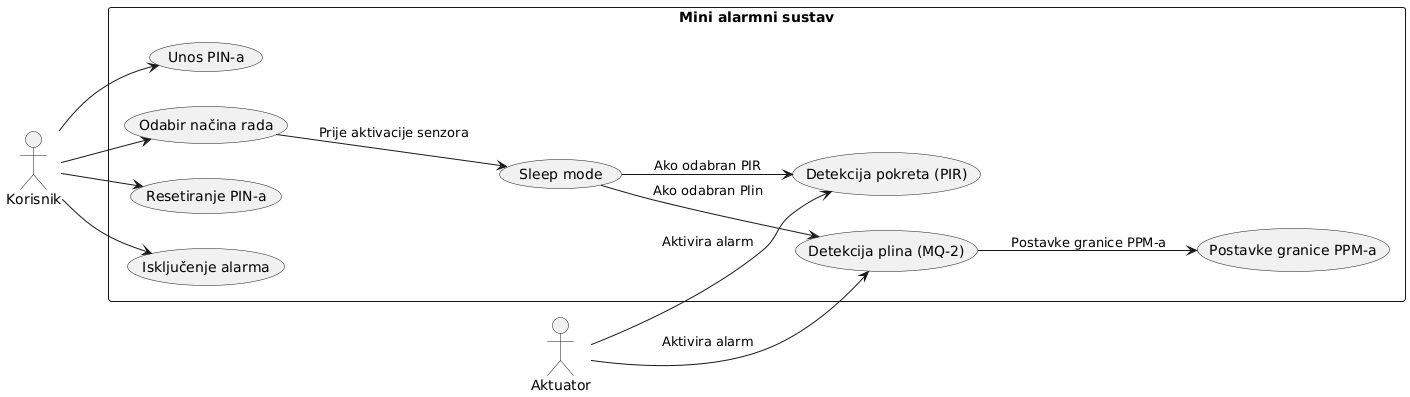 Mini alarmni sustav
Unos PIN-a
Odabir načina rada
Prije aktivacije senzora
Sleep mode
Ako odabran PIR
Ako odabran Plin
Detekcija pokreta (PIR)
Korisnik
Resetiranje PIN-a
Isključenje alarma
Aktivira alarm
Detekcija plina (MQ-2)
Postavke granice PPM-a
Postavke granice PPM-a
Aktivira alarm
Aktuator